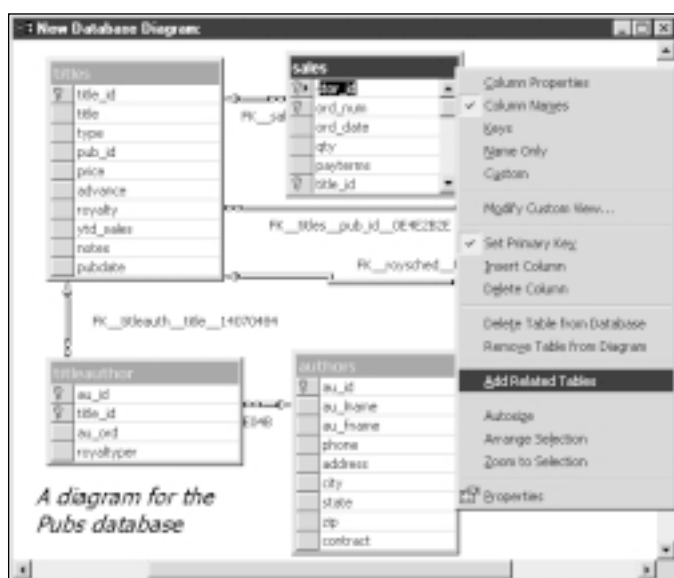 New Database Diagram:
titles
title_id
title
type
pub_id
price
advance
royalty
ytd_sales
notes
pubdate
sales
stor_id
ord_num
ord_date
qty
payterms
title_id
FK__sal
FK__titles__pub_id__0E4E2B2E
FK__roysched__
FK__titleauth__title__14070484
titleauthor
au_id
title_id
au_ord
royaltyper
E04B
authors
au_id
au_lname
au_fname
phone
address
city
state
zip
contract
A diagram for the
Pubs database
Column Properties
Column Names
Keys
Name Only
Custom
Modify Custom View...
Set Primary Key
Insert Column
Delete Column
Delete Table from Database
Remove Table from Diagram
Add Related Tables
Autosize
Arrange Selection
Zoom to Selection
Properties